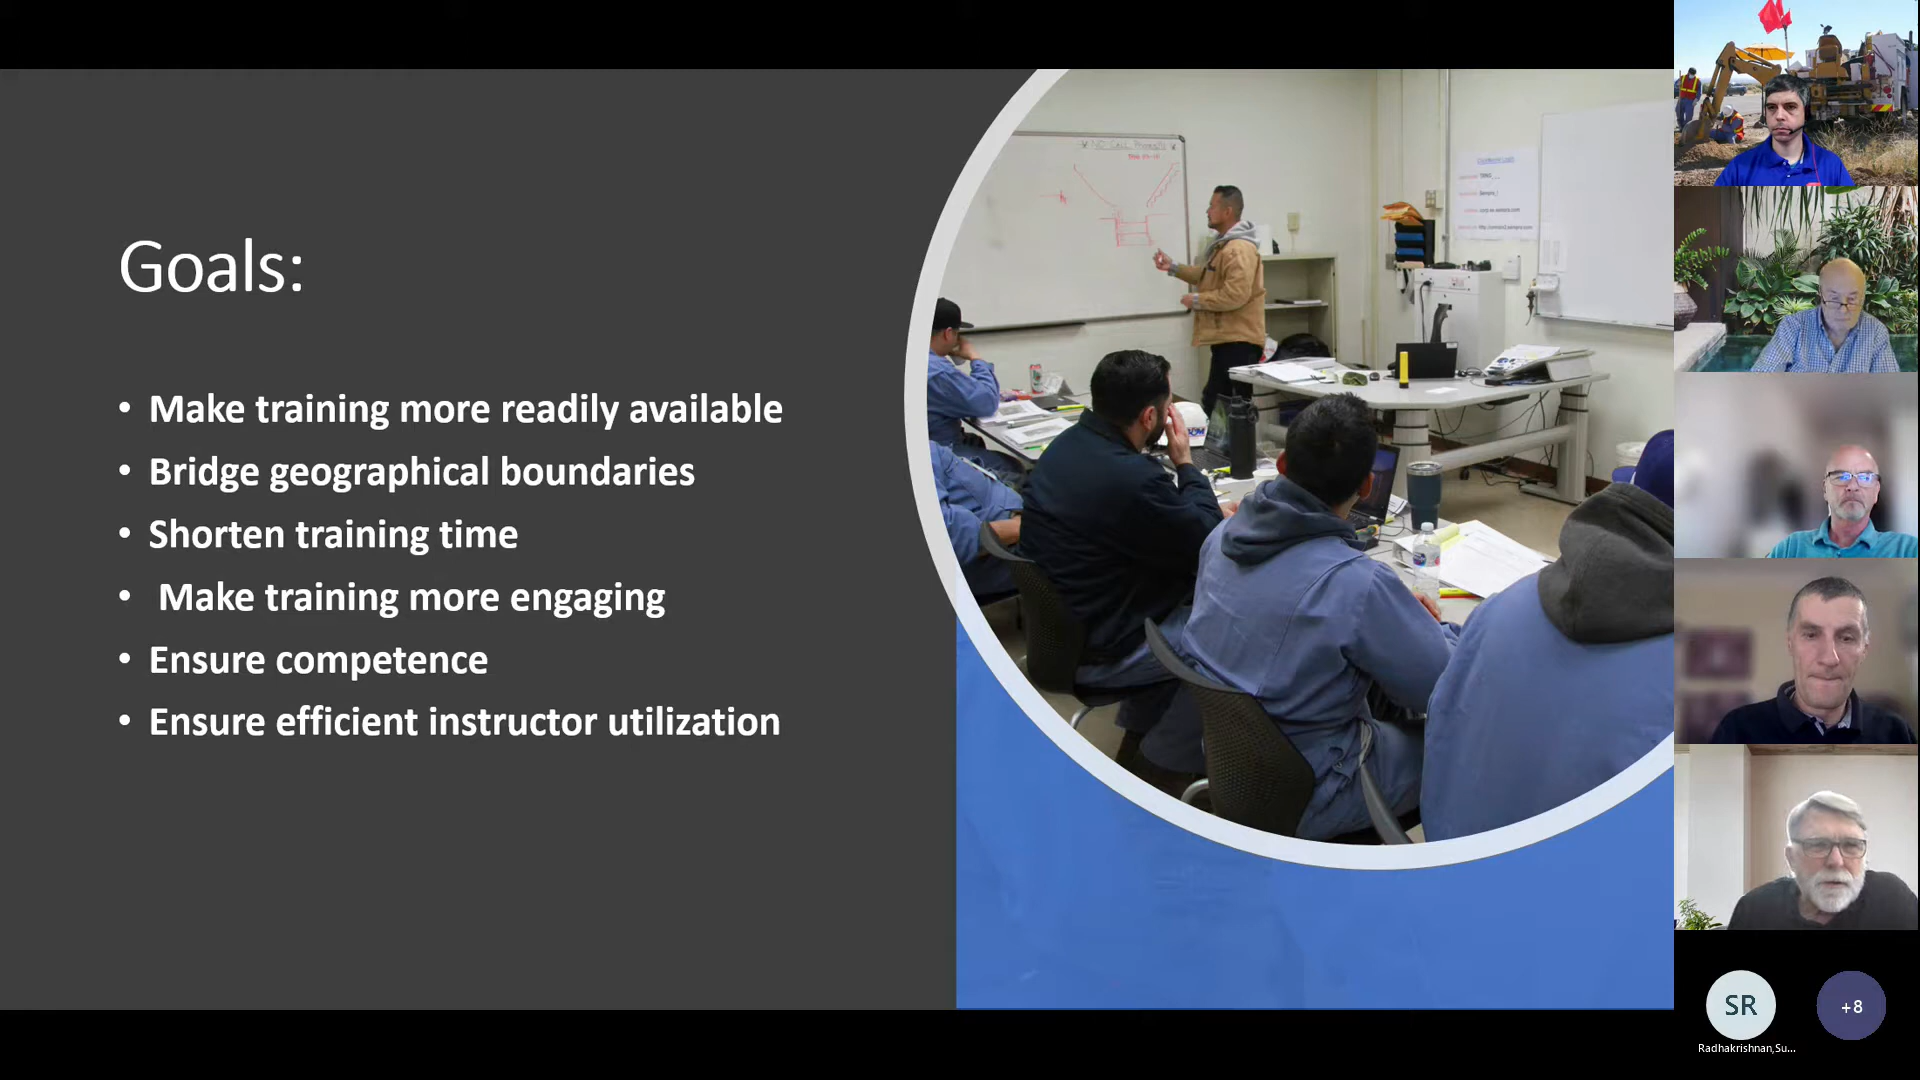 Goals:
• Make training more readily available
• Bridge geographical boundaries
• Shorten training time
• Make training more engaging
• Ensure competence
• Ensure efficient instructor utilization
SR
+8
Radhakrishnan,Su...